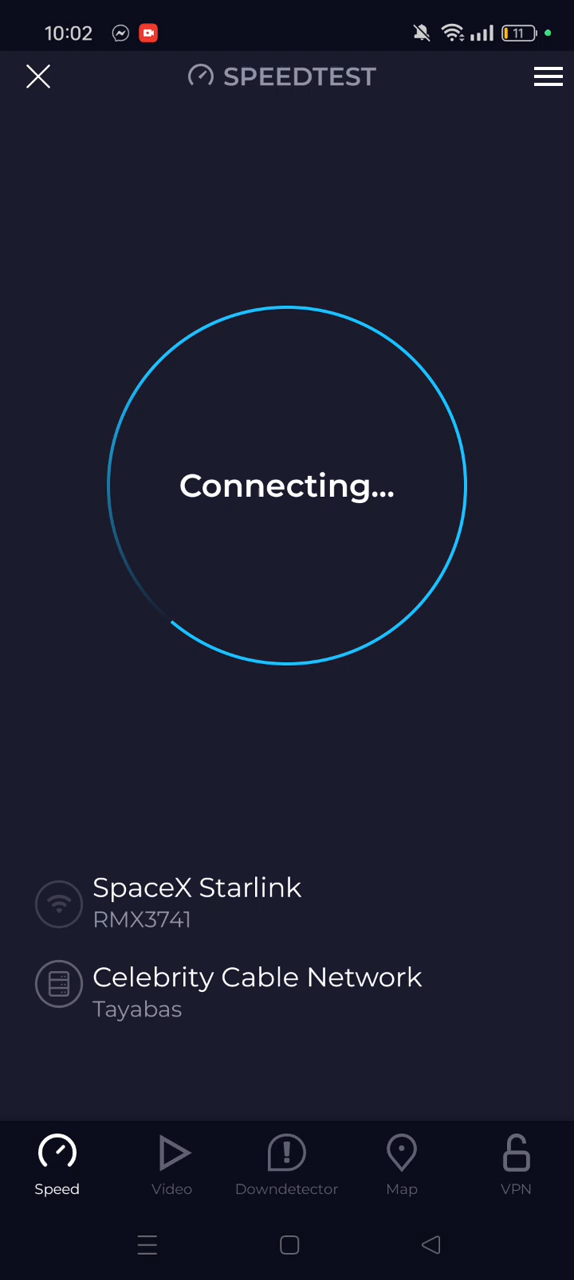 10:02
11
SPEEDTEST
Connecting...
SpaceX Starlink
RMX3741
Celebrity Cable Network
Tayabas
Speed
Video
Downdetector
Map
VPN